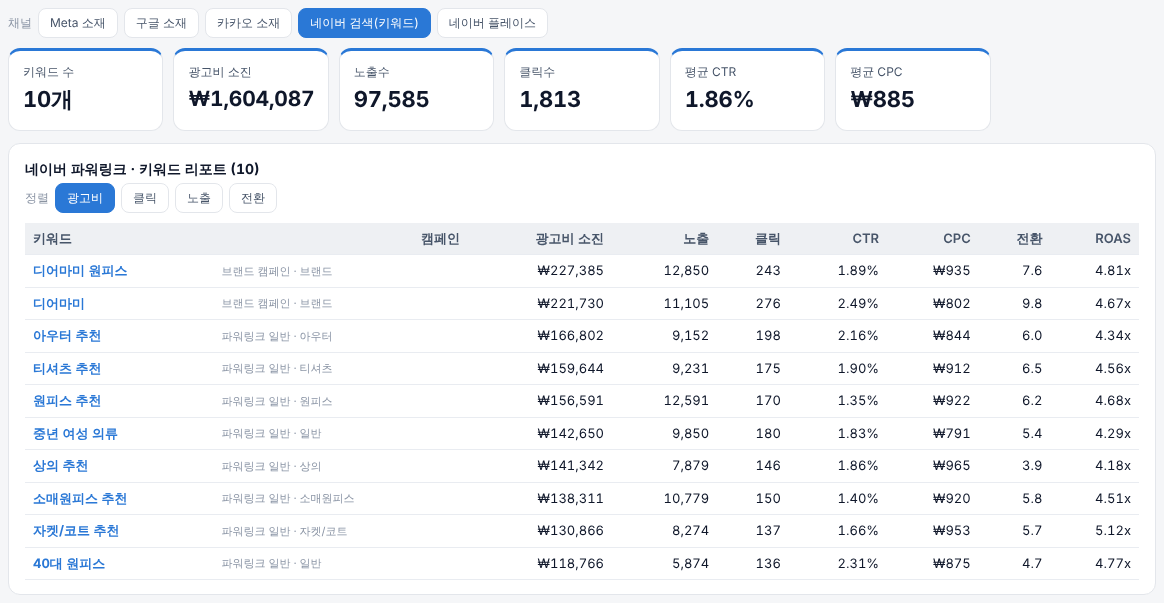 채널 Meta 소재 구글 소재 카카오 소재 네이버 검색(키워드) 네이버 플레이스
키워드 수 광고비 소진 노출수 클릭수 평균 CTR 평균 CPC
10개 ₩1,604,087 97,585 1,813 1.86% ₩885
네이버 파워링크 · 키워드 리포트 (10)
정렬 광고비 클릭 노출 전환
키워드 캠페인 광고비 소진 노출 클릭 CTR CPC 전환 ROAS
디어마미 원피스 브랜드 캠페인 · 브랜드 ₩227,385 12,850 243 1.89% ₩935 7.6 4.81x
디어마미 브랜드 캠페인 · 브랜드 ₩221,730 11,105 276 2.49% ₩802 9.8 4.67x
아우터 추천 파워링크 일반 · 아우터 ₩166,802 9,152 198 2.16% ₩844 6.0 4.34x
티셔츠 추천 파워링크 일반 · 티셔츠 ₩159,644 9,231 175 1.90% ₩912 6.5 4.56x
원피스 추천 파워링크 일반 · 원피스 ₩156,591 12,591 170 1.35% ₩922 6.2 4.68x
중년 여성 의류 파워링크 일반 · 일반 ₩142,650 9,850 180 1.83% ₩791 5.4 4.29x
상의 추천 파워링크 일반 · 상의 ₩141,342 7,879 146 1.86% ₩965 3.9 4.18x
소매원피스 추천 파워링크 일반 · 소매원피스 ₩138,311 10,779 150 1.40% ₩920 5.8 4.51x
자켓/코트 추천 파워링크 일반 · 자켓/코트 ₩130,866 8,274 137 1.66% ₩953 5.7 5.12x
40대 원피스 파워링크 일반 · 일반 ₩118,766 5,874 136 2.31% ₩875 4.7 4.77x